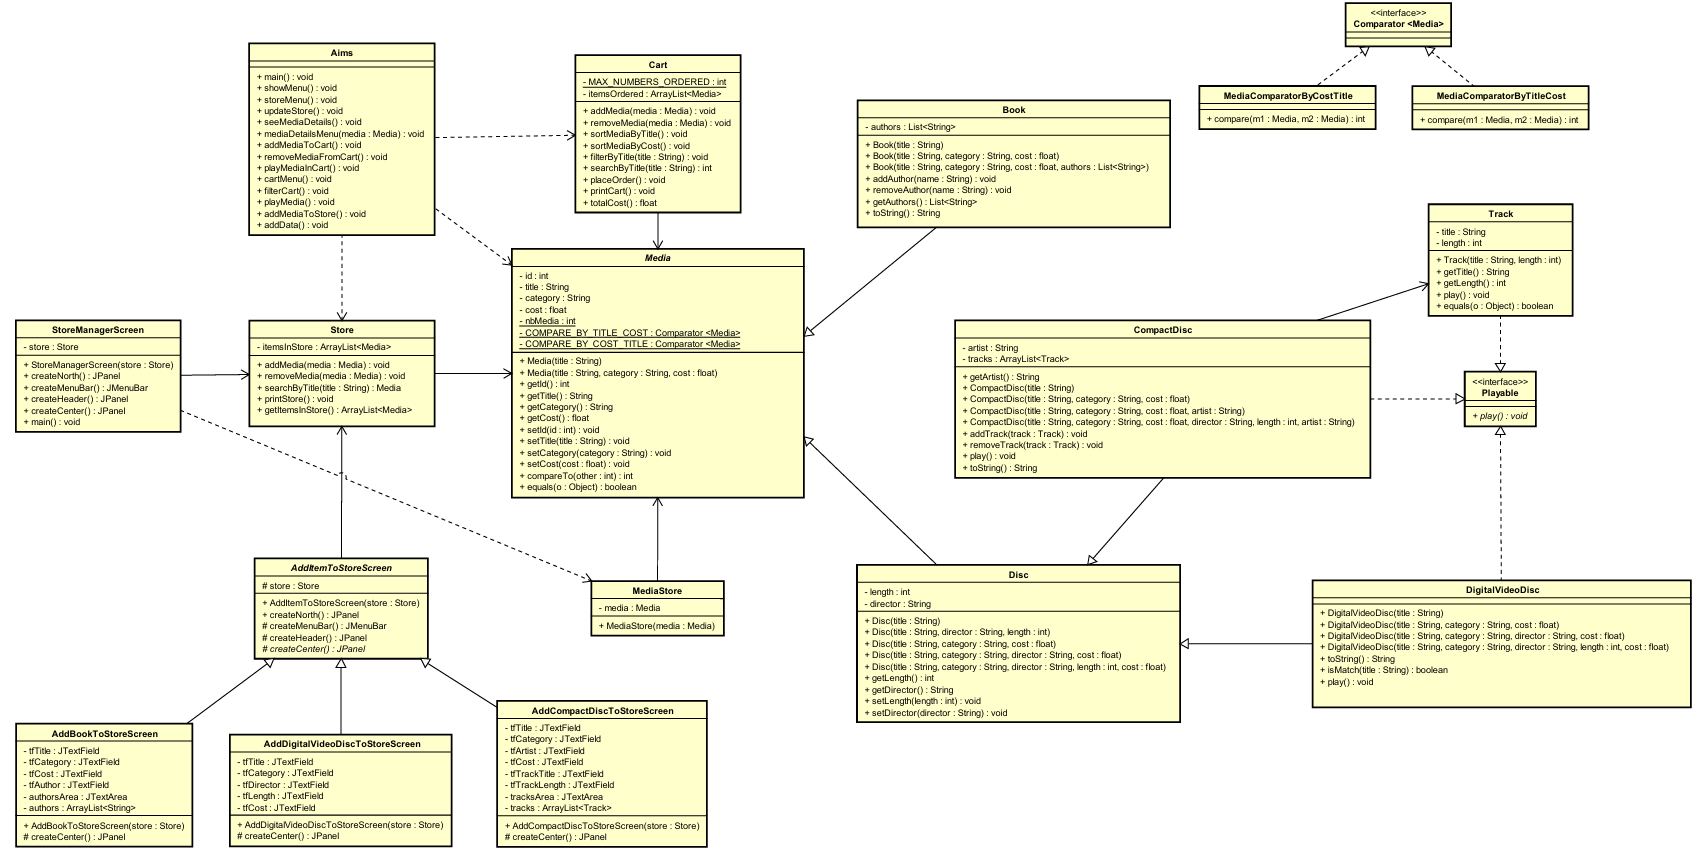 Aims
+ main() : void
+ showMenu() : void
+ storeMenu() : void
+ updateStore() : void
+ seeMediaDetails() : void
+ mediaDetailsMenu(media : Media) : void
+ addMediaToCart() : void
+ removeMediaFromCart() : void
+ playMediaInCart() : void
+ cartMenu() : void
+ filterCart() : void
+ playMedia() : void
+ addMediaToStore() : void
+ addData() : void
Cart
- MAX_NUMBERS_ORDERED : int
- itemsOrdered : ArrayList<Media>
+ addMedia(media : Media) : void
+ removeMedia(media : Media) : void
+ sortMediaByTitle() : void
+ sortMediaByCost() : void
+ filterByTitle(title : String) : void
+ searchByTitle(title : String) : int
+ placeOrder() : void
+ printCart() : void
+ totalCost() : float
Book
- authors : List<String>
+ Book(title : String)
+ Book(title : String, category : String, cost : float)
+ Book(title : String, category : String, cost : float, authors : List<String>)
+ addAuthor(name : String) : void
+ removeAuthor(name : String) : void
+ getAuthors() : List<String>
+ toString() : String
<<interface>>
Comparator <Media>
MediaComparatorByCostTitle
+ compare(m1 : Media, m2 : Media) : int
MediaComparatorByTitleCost
+ compare(m1 : Media, m2 : Media) : int
Track
- title : String
- length : int
+ Track(title : String, length : int)
+ getTitle() : String
+ getLength() : int
+ play() : void
+ equals(o : Object) : boolean
StoreManagerScreen
- store : Store
+ StoreManagerScreen(store : Store)
+ createNorth() : JPanel
+ createMenuBar() : JMenuBar
+ createHeader() : JPanel
+ createCenter() : JPanel
+ main() : void
Store
- itemsInStore : ArrayList<Media>
+ addMedia(media : Media) : void
+ removeMedia(media : Media) : void
+ searchByTitle(title : String) : Media
+ printStore() : void
+ getItemsInStore() : ArrayList<Media>
Media
- id : int
- title : String
- category : String
- cost : float
- nbMedia : int
- COMPARE_BY_TITLE_COST : Comparator <Media>
- COMPARE_BY_COST_TITLE : Comparator <Media>
+ Media(title : String)
+ Media(title : String, category : String, cost : float)
+ getId() : int
+ getTitle() : String
+ getCategory() : String
+ getCost() : float
+ setId(id : int) : void
+ setTitle(title : String) : void
+ setCategory(category : String) : void
+ setCost(cost : float) : void
+ compareTo(other : int) : int
+ equals(o : Object) : boolean
CompactDisc
- artist : String
- tracks : ArrayList<Track>
+ getArtist() : String
+ CompactDisc(title : String)
+ CompactDisc(title : String, category : String, cost : float)
+ CompactDisc(title : String, category : String, cost : float, artist : String)
+ CompactDisc(title : String, category : String, cost : float, director : String, length : int, artist : String)
+ addTrack(track : Track) : void
+ removeTrack(track : Track) : void
+ play() : void
+ toString() : String
<<interface>>
Playable
+ play() : void
AddItemToStoreScreen
# store : Store
+ AddItemToStoreScreen(store : Store)
+ createNorth() : JPanel
# createMenuBar() : JMenuBar
# createHeader() : JPanel
# createCenter() : JPanel
MediaStore
- media : Media
+ MediaStore(media : Media)
Disc
- length : int
- director : String
+ Disc(title : String)
+ Disc(title : String, director : String, length : int)
+ Disc(title : String, category : String, cost : float)
+ Disc(title : String, category : String, director : String, cost : float)
+ Disc(title : String, category : String, director : String, length : int, cost : float)
+ getLength() : int
+ getDirector() : String
+ setLength(length : int) : void
+ setDirector(director : String) : void
DigitalVideoDisc
+ DigitalVideoDisc(title : String)
+ DigitalVideoDisc(title : String, category : String, cost : float)
+ DigitalVideoDisc(title : String, category : String, director : String, cost : float)
+ DigitalVideoDisc(title : String, category : String, director : String, length : int, cost : float)
+ toString() : String
+ isMatch(title : String) : boolean
+ play() : void
AddBookToStoreScreen
- tfTitle : JTextField
- tfCategory : JTextField
- tfCost : JTextField
- tfAuthor : JTextField
- authorsArea : JTextArea
- authors : ArrayList<String>
+ AddBookToStoreScreen(store : Store)
# createCenter() : JPanel
AddDigitalVideoDiscToStoreScreen
- tfTitle : JTextField
- tfCategory : JTextField
- tfDirector : JTextField
- tfLength : JTextField
- tfCost : JTextField
+ AddDigitalVideoDiscToStoreScreen(store : Store)
# createCenter() : JPanel
AddCompactDiscToStoreScreen
- tfTitle : JTextField
- tfCategory : JTextField
- tfArtist : JTextField
- tfCost : JTextField
- tfTrackTitle : JTextField
- tfTrackLength : JTextField
- tracksArea : JTextArea
- tracks : ArrayList<Track>
+ AddCompactDiscToStoreScreen(store : Store)
# createCenter() : JPanel